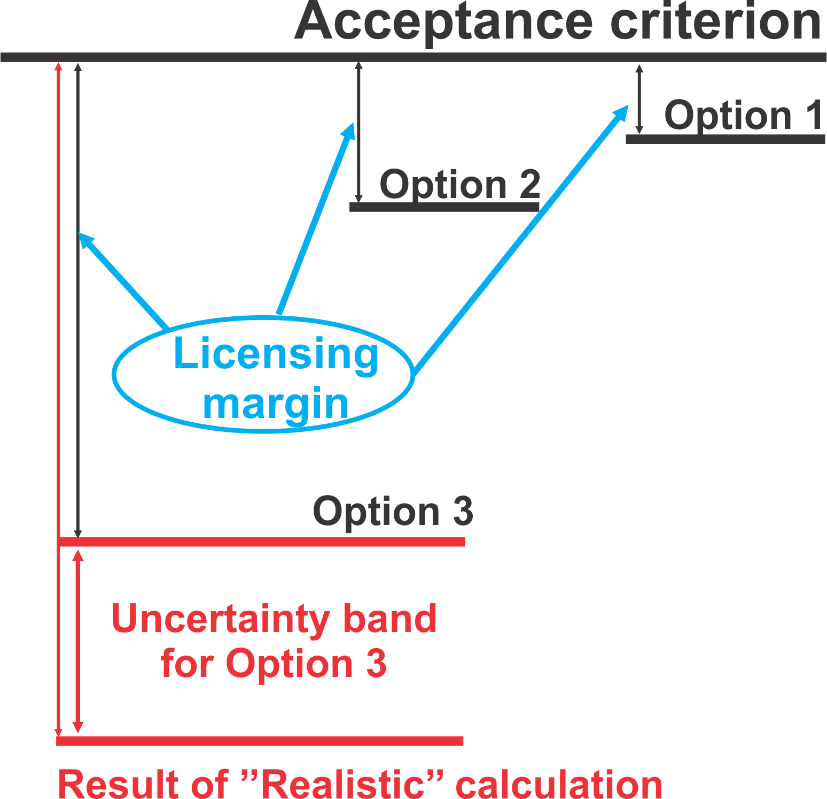 Acceptance criterion
Option 1
Option 2
Licensing
margin
Option 3
Uncertainty band
for Option 3
Result of ”Realistic” calculation